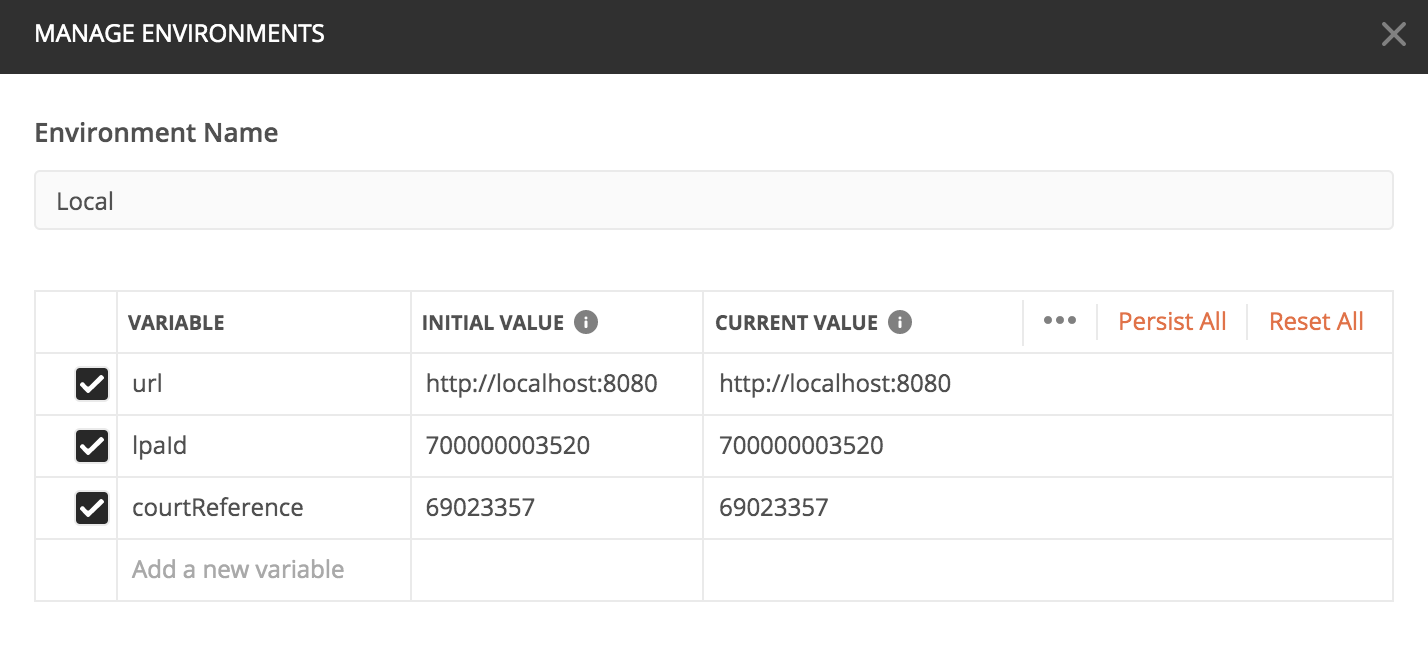 MANAGE ENVIRONMENTS
Environment Name
Local
VARIABLE INITIAL VALUE CURRENT VALUE Persist All Reset All
url http://localhost:8080 http://localhost:8080
lpaId 700000003520 700000003520
courtReference 69023357 69023357
Add a new variable